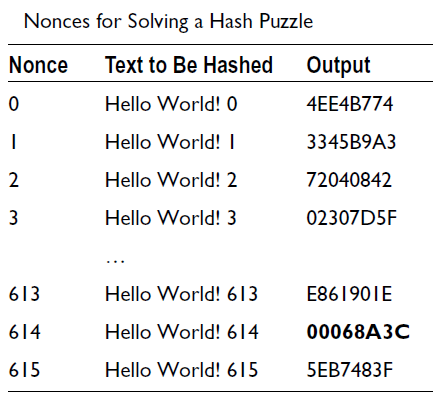 Nonces for Solving a Hash Puzzle
Nonce Text to Be Hashed Output
0 Hello World! 0 4EE4B774
1 Hello World! 1 3345B9A3
2 Hello World! 2 72040842
3 Hello World! 3 02307D5F
…
613 Hello World! 613 E861901E
614 Hello World! 614 00068A3C
615 Hello World! 615 5EB7483F